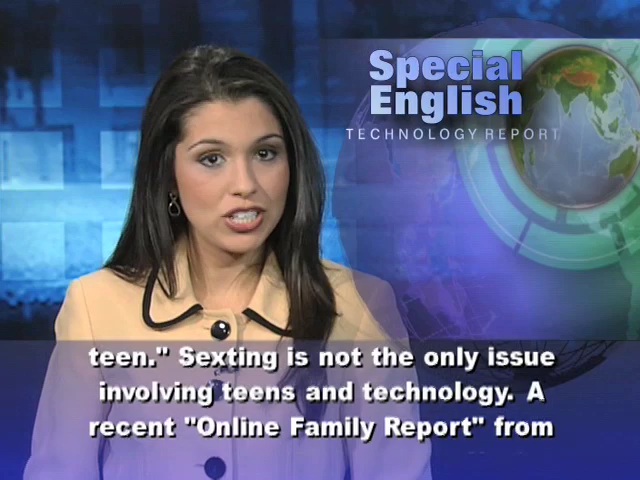 Special
English
TECHNOLOGY REPORT
teen." Sexting is not the only issue
involving teens and technology. A
recent "Online Family Report" from